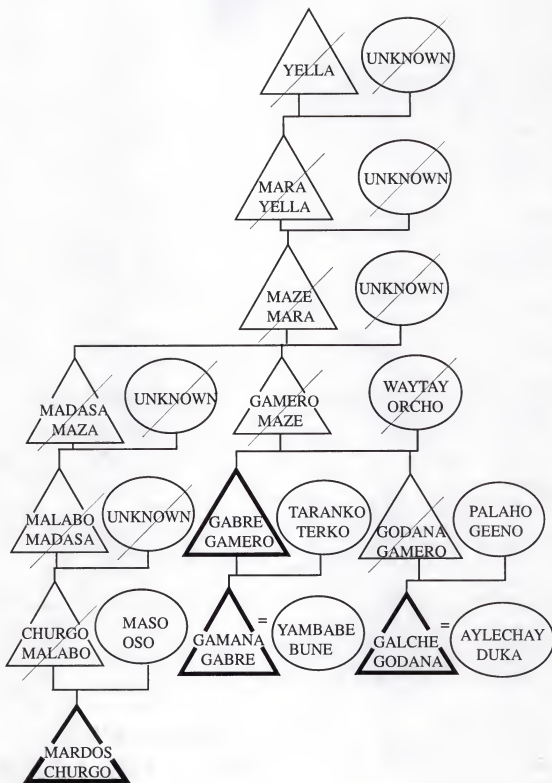 YELLA
UNKNOWN
MARA
YELLA
UNKNOWN
MAZE
MARA
UNKNOWN
MADASA
MAZA
UNKNOWN
GAMERO
MAZE
WAYTAY
ORCHO
MALABO
MADASA
UNKNOWN
GABRE
GAMERO
TARANKO
TERKO
GODANA
GAMERO
PALAHO
GEENO
CHURGO
MALABO
MASO
OSO
GAMANA
GABRE
=
YAMBABE
BUNE
GALCHE
GODANA
=
AYLECHAY
DUKA
MARDOS
CHURGO